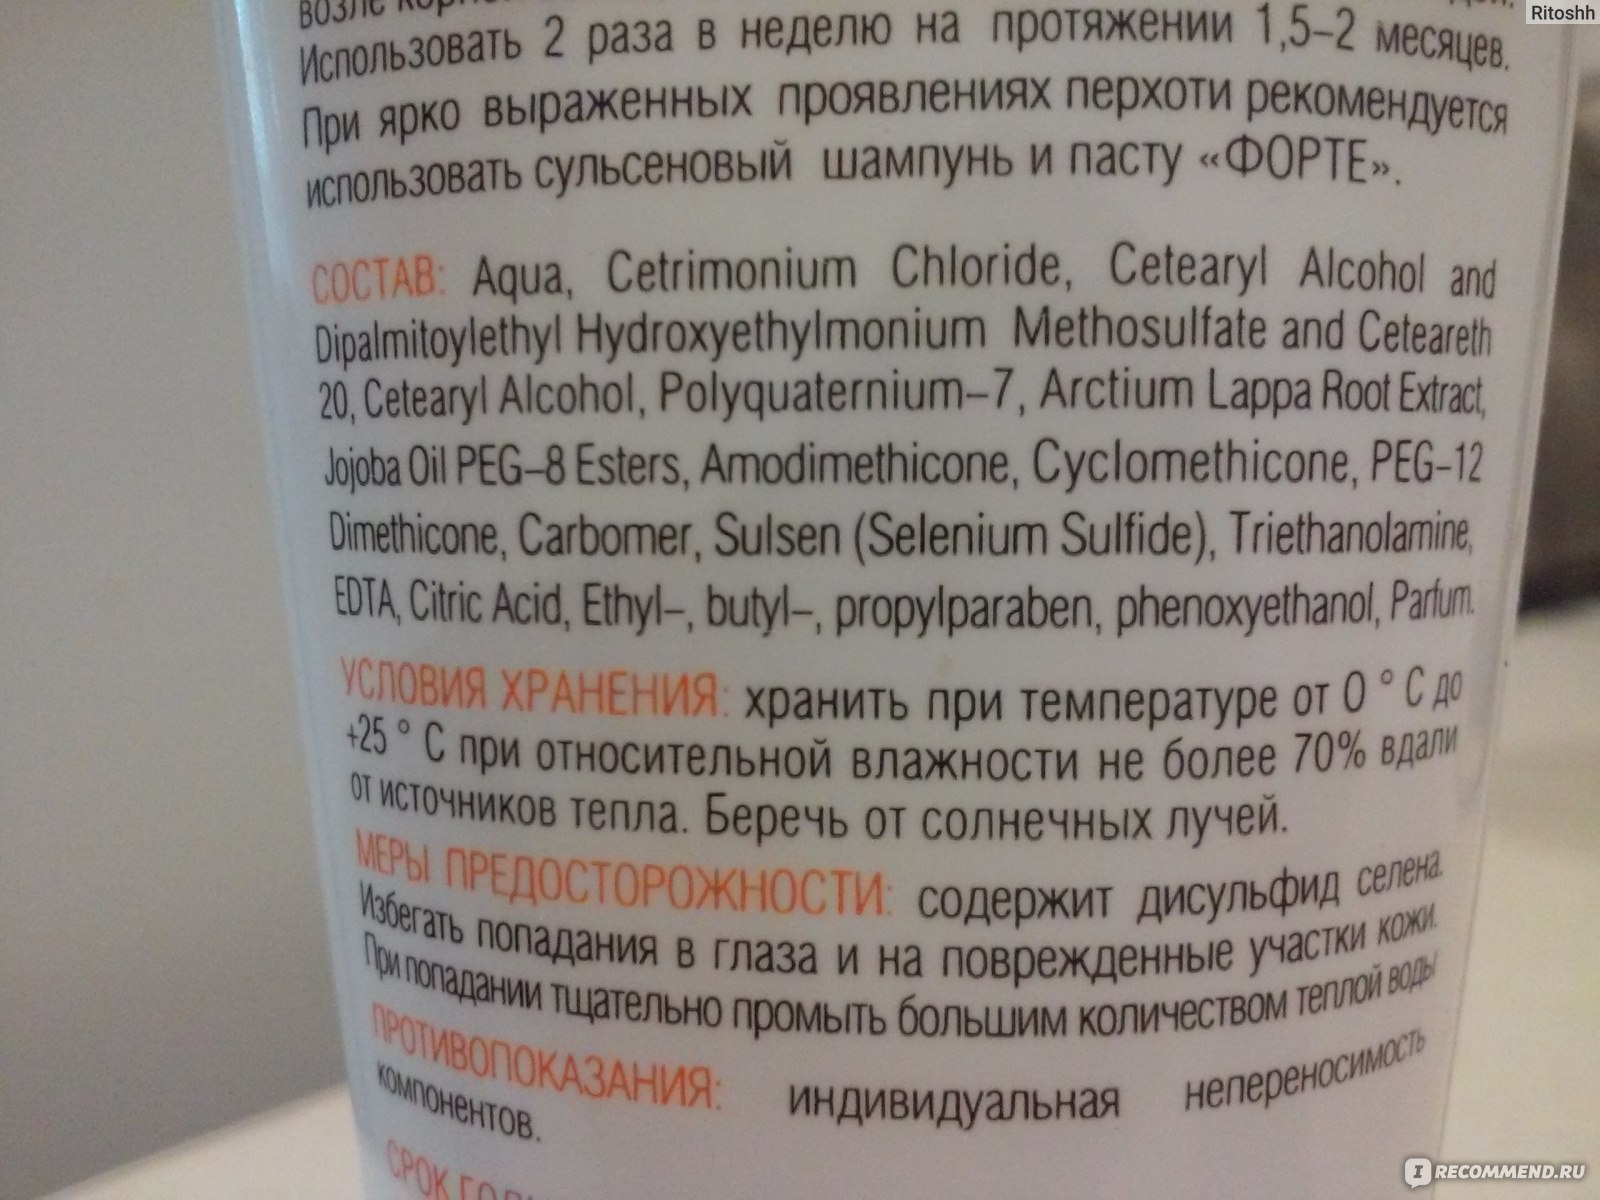 Ritoshh
возле
Использовать 2 раза в неделю на протяжении 1,5–2 месяцев.
При ярко выраженных проявлениях перхоти рекомендуется
использовать сульсеновый шампунь и пасту «ФОРТЕ».
СОСТАВ: Aqua, Cetrimonium Chloride, Cetearyl Alcohol and
Dipalmitoylethyl Hydroxyethylmonium Methosulfate and Ceteareth
20, Cetearyl Alcohol, Polyquaternium–7, Arctium Lappa Root Extract,
Jojoba Oil PEG–8 Esters, Amodimethicone, Cyclomethicone, PEG–12
Dimethicone, Carbomer, Sulsen (Selenium Sulfide), Triethanolamine,
EDTA, Citric Acid, Ethyl–, butyl–, propylparaben, phenoxyethanol, Parfum.
УСЛОВИЯ ХРАНЕНИЯ: хранить при температуре от 0 ° С до
+25 ° С при относительной влажности не более 70% вдали
от источников тепла. Беречь от солнечных лучей.
МЕРЫ ПРЕДОСТОРОЖНОСТИ: содержит дисульфид селена.
Избегать попадания в глаза и на поврежденные участки кожи.
При попадании тщательно промыть большим количеством теплой воды
ПРОТИВОПОКАЗАНИЯ: индивидуальная непереносимость
компонентов.
СРОК
IRECOMMEND.RU